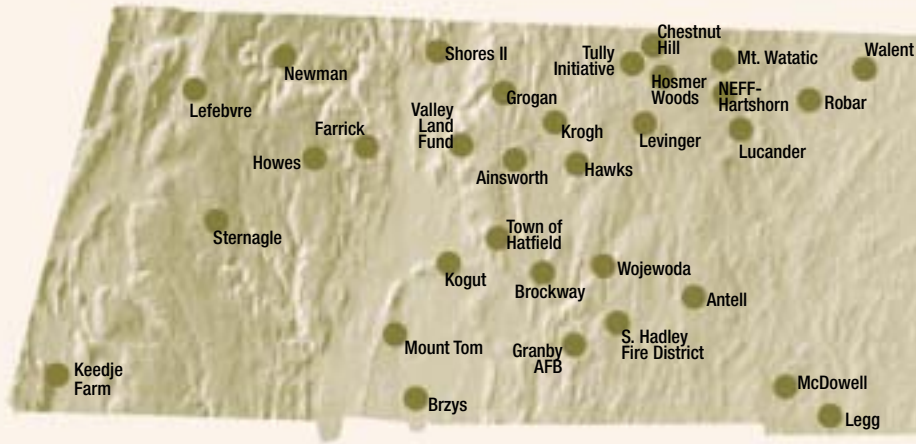 Chestnut
Hill
Shores II
Tully
Initiative
Mt. Watatic
Walent
Newman
Hosmer
Woods
NEFF-
Hartshorn
Lefebvre
Grogan
Robar
Valley
Land
Fund
Farrick
Krogh
Levinger
Lucander
Howes
Ainsworth
Hawks
Sternagle
Town of
Hatfield
Kogut
Brockway
Wojewoda
Antell
Mount Tom
Granby
AFB
S. Hadley
Fire District
Keedje
Farm
Brzys
McDowell
Legg